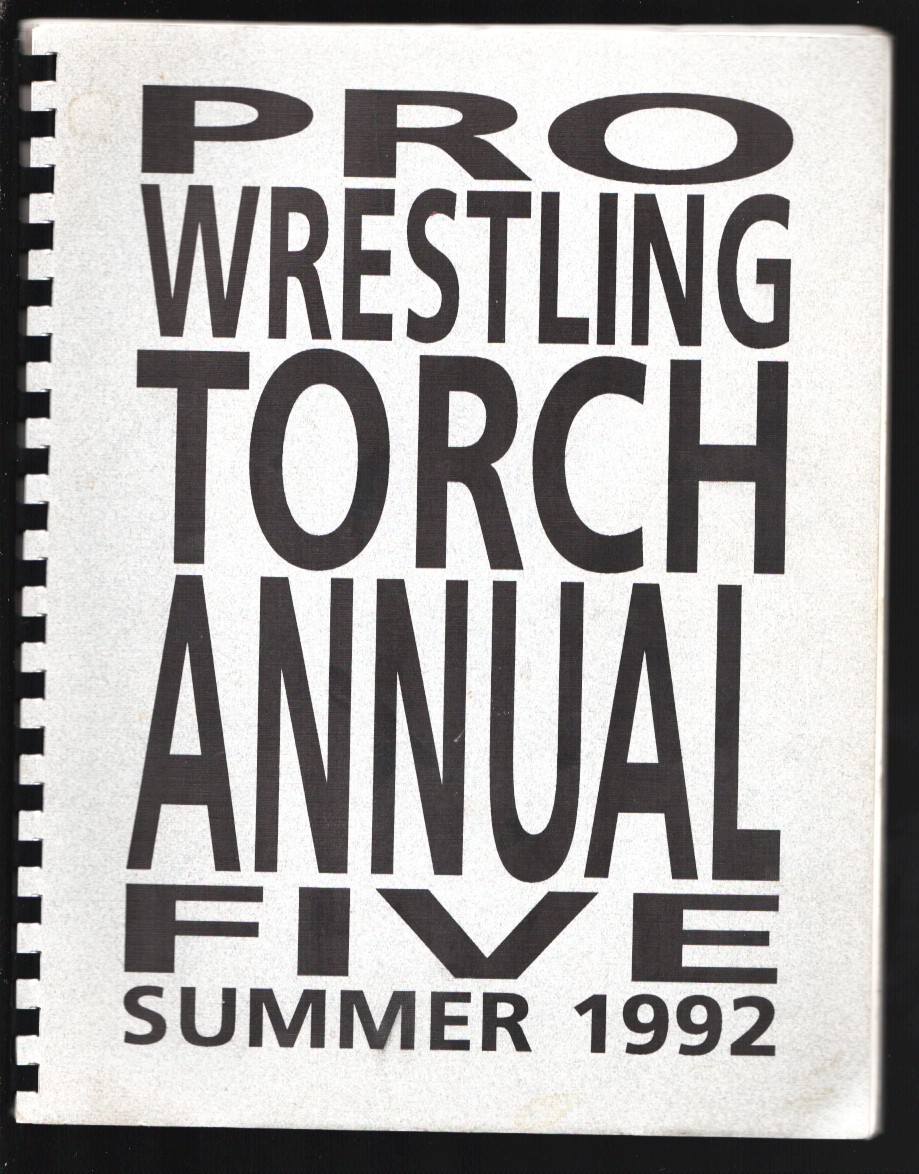 PRO
WRESTLING
TORCH
ANNUAL
FIVE
SUMMER 1992